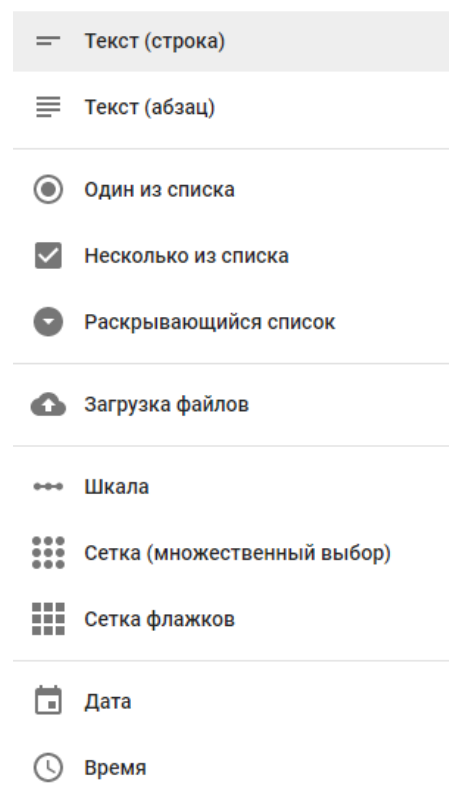 Текст (строка)
Текст (абзац)
Один из списка
Несколько из списка
Раскрывающийся список
Загрузка файлов
Шкала
Сетка (множественный выбор)
Сетка флажков
Дата
Время